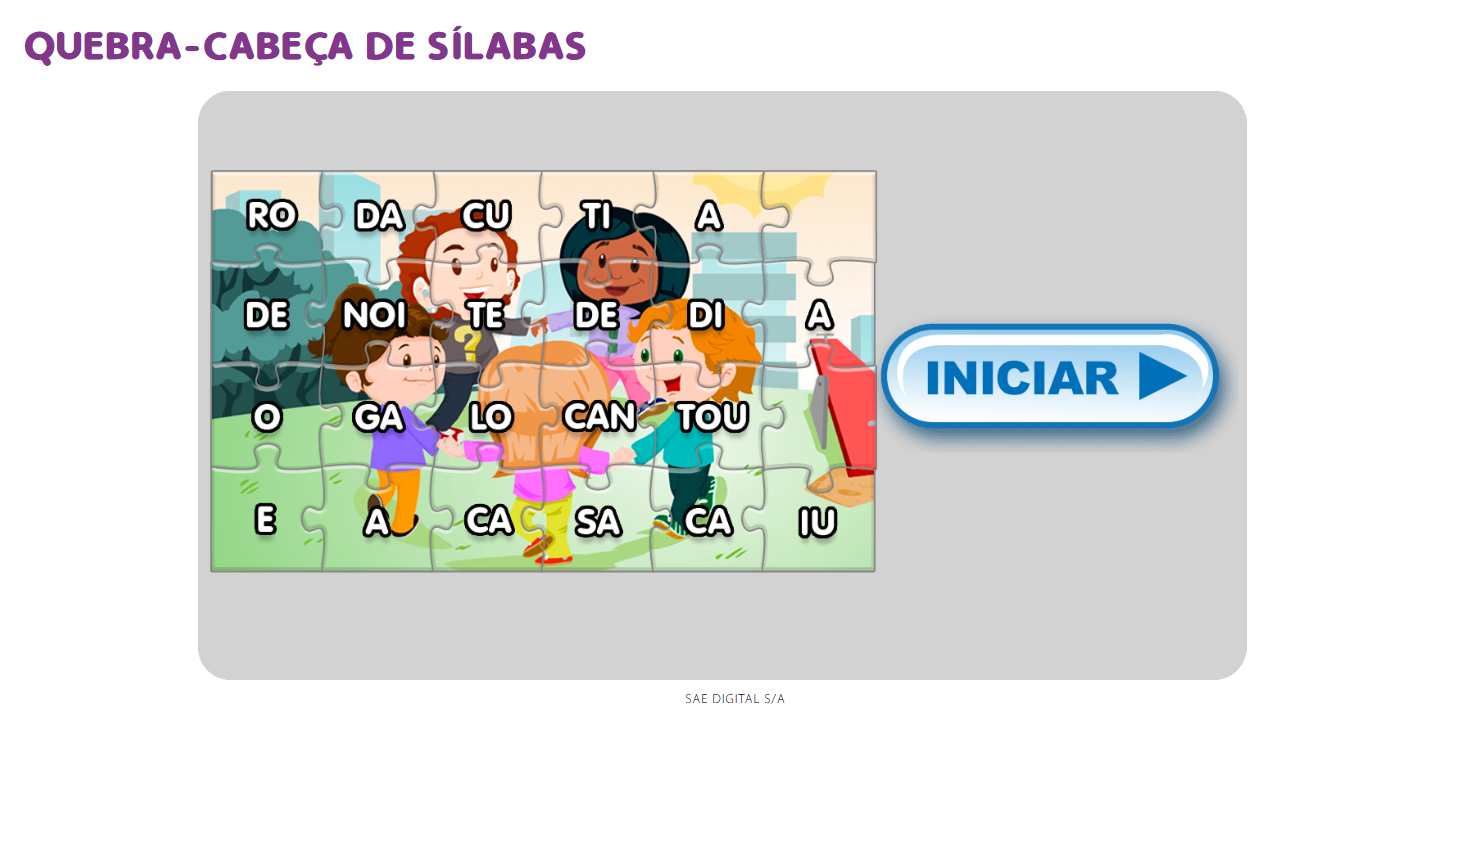 QUEBRA-CABEÇA DE SÍLABAS
RO DA CU TI A
DE NOI TE DE DI A
O GA LO CAN TOU
E A CA SA CA IU
INICIAR
SAE DIGITAL S/A